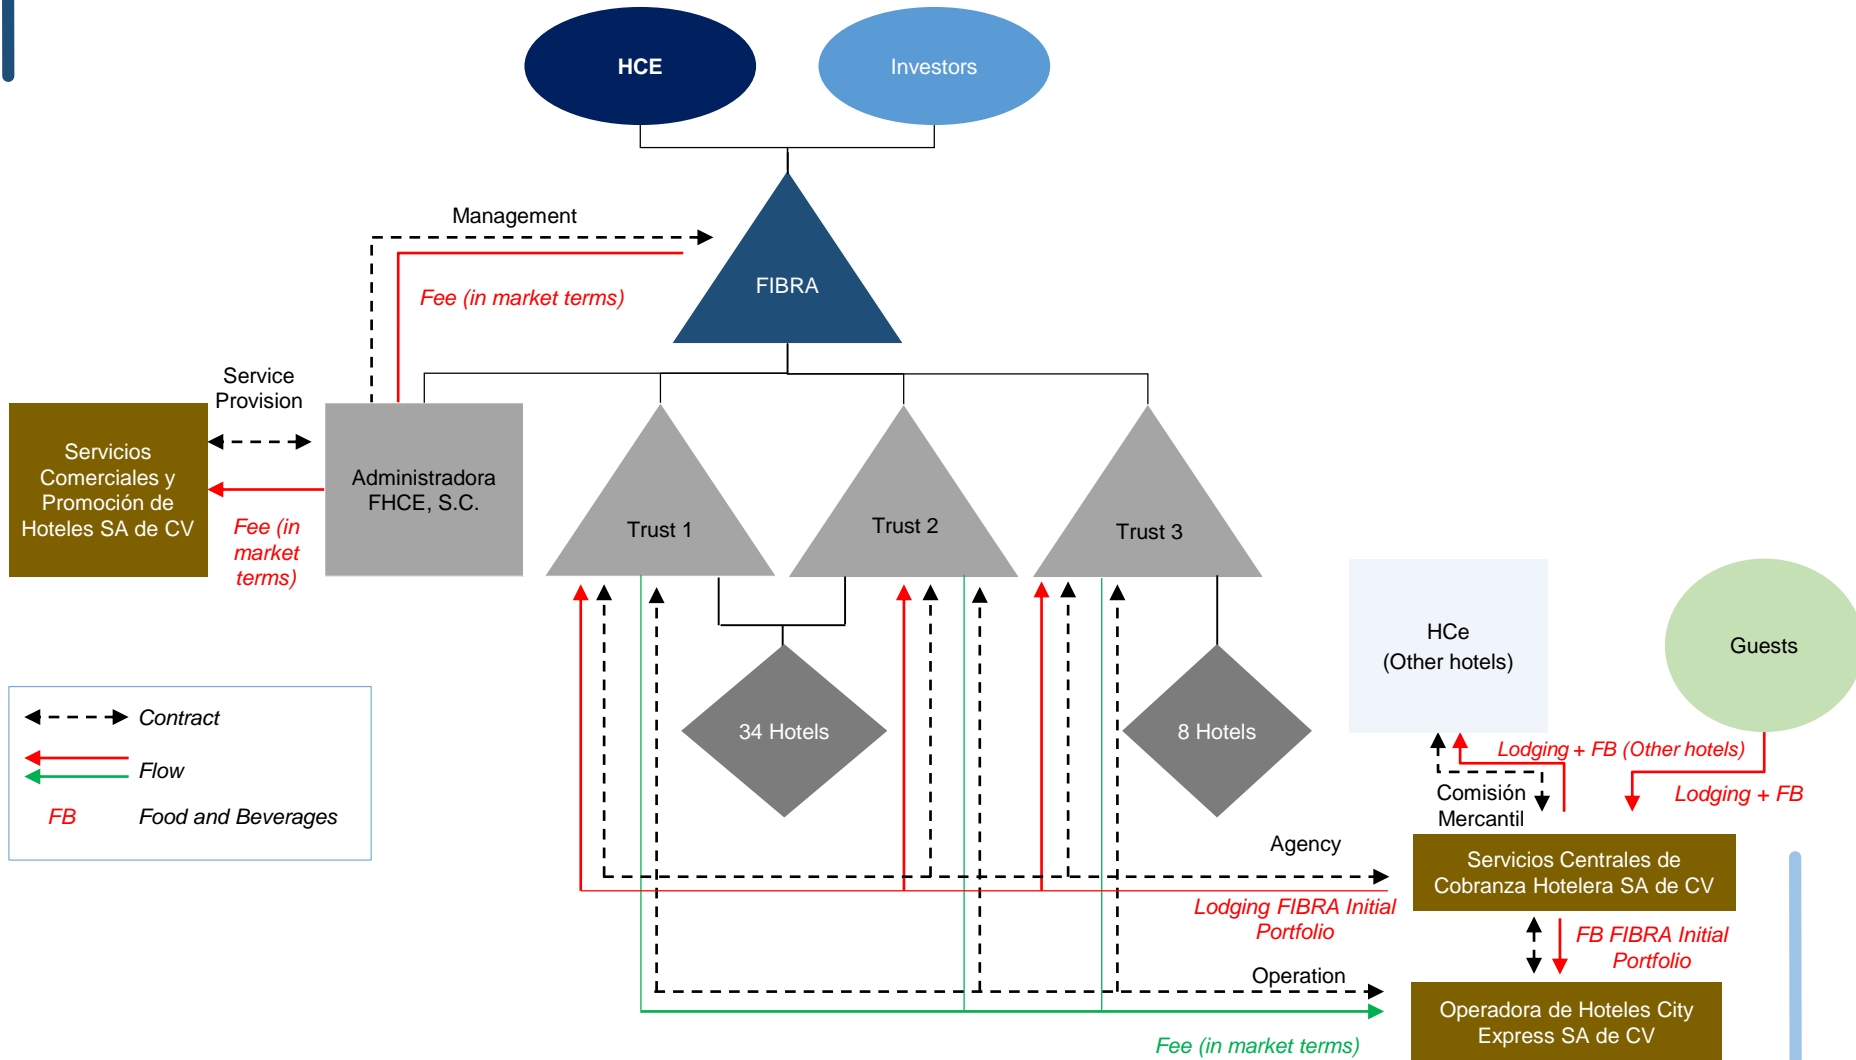 HCE
Investors
Management
Fee (in market terms)
FIBRA
Service
Provision
Servicios
Comerciales y
Promoción de
Hoteles SA de CV
Fee (in
market
terms)
Administradora
FHCE, S.C.
Trust 1
Trust 2
Trust 3
HCe
(Other hotels)
Guests
34 Hotels
8 Hotels
Contract
Flow
FB
Food and Beverages
Lodging + FB (Other hotels)
Lodging + FB
Comisión
Mercantil
Agency
Servicios Centrales de
Cobranza Hotelera SA de CV
Lodging FIBRA Initial
Portfolio
FB FIBRA Initial
Portfolio
Operation
Operadora de Hoteles City
Express SA de CV
Fee (in market terms)